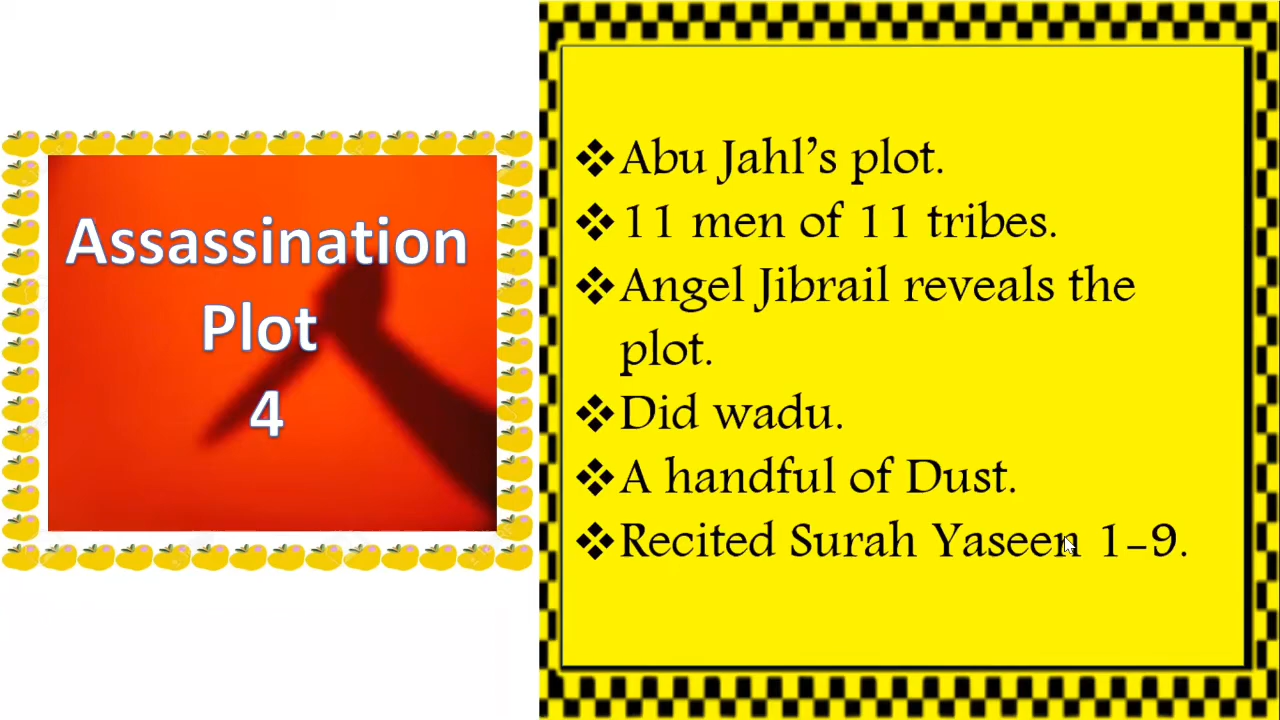 Assassination
Plot
4
❖Abu Jahl’s plot.
❖11 men of 11 tribes.
❖Angel Jibrail reveals the
plot.
❖Did wadu.
❖A handful of Dust.
❖Recited Surah Yaseen 1-9.